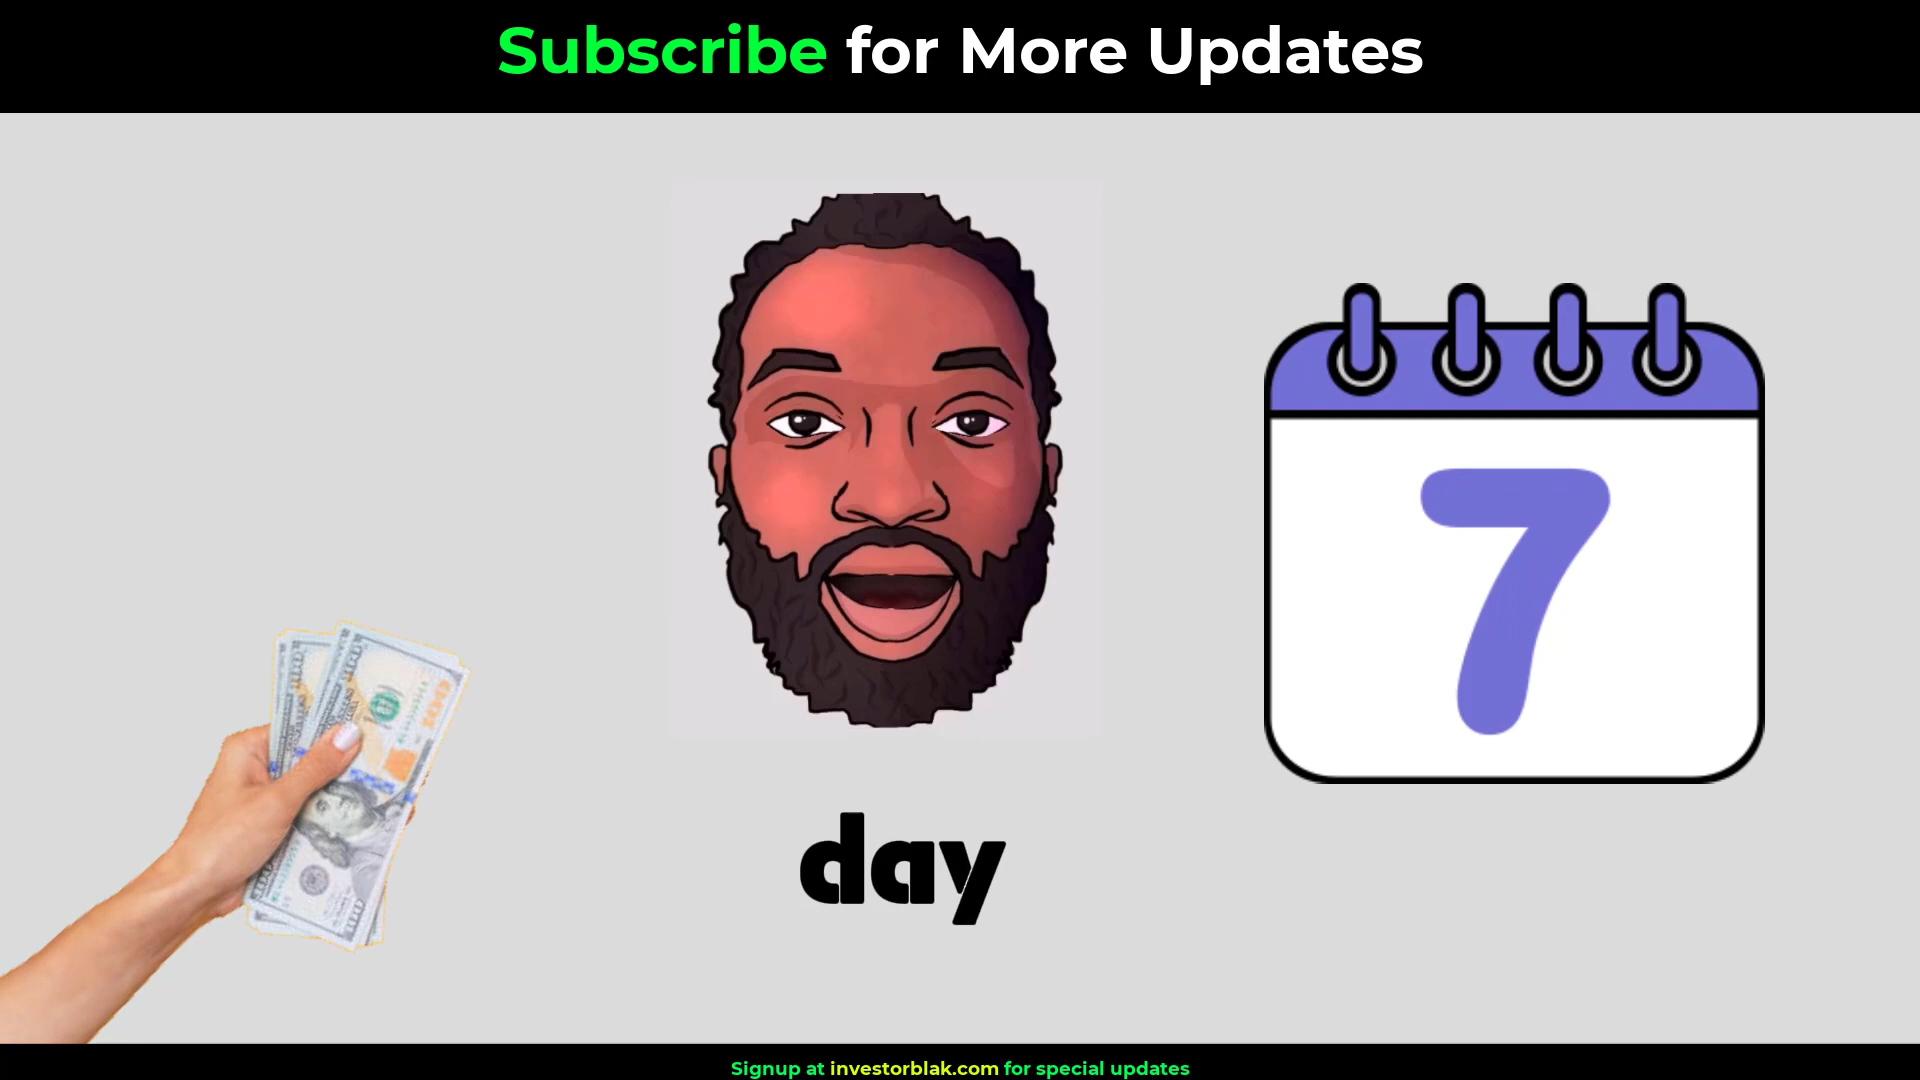 Subscribe for More Updates
7
day
Signup at investorblak.com for special updates